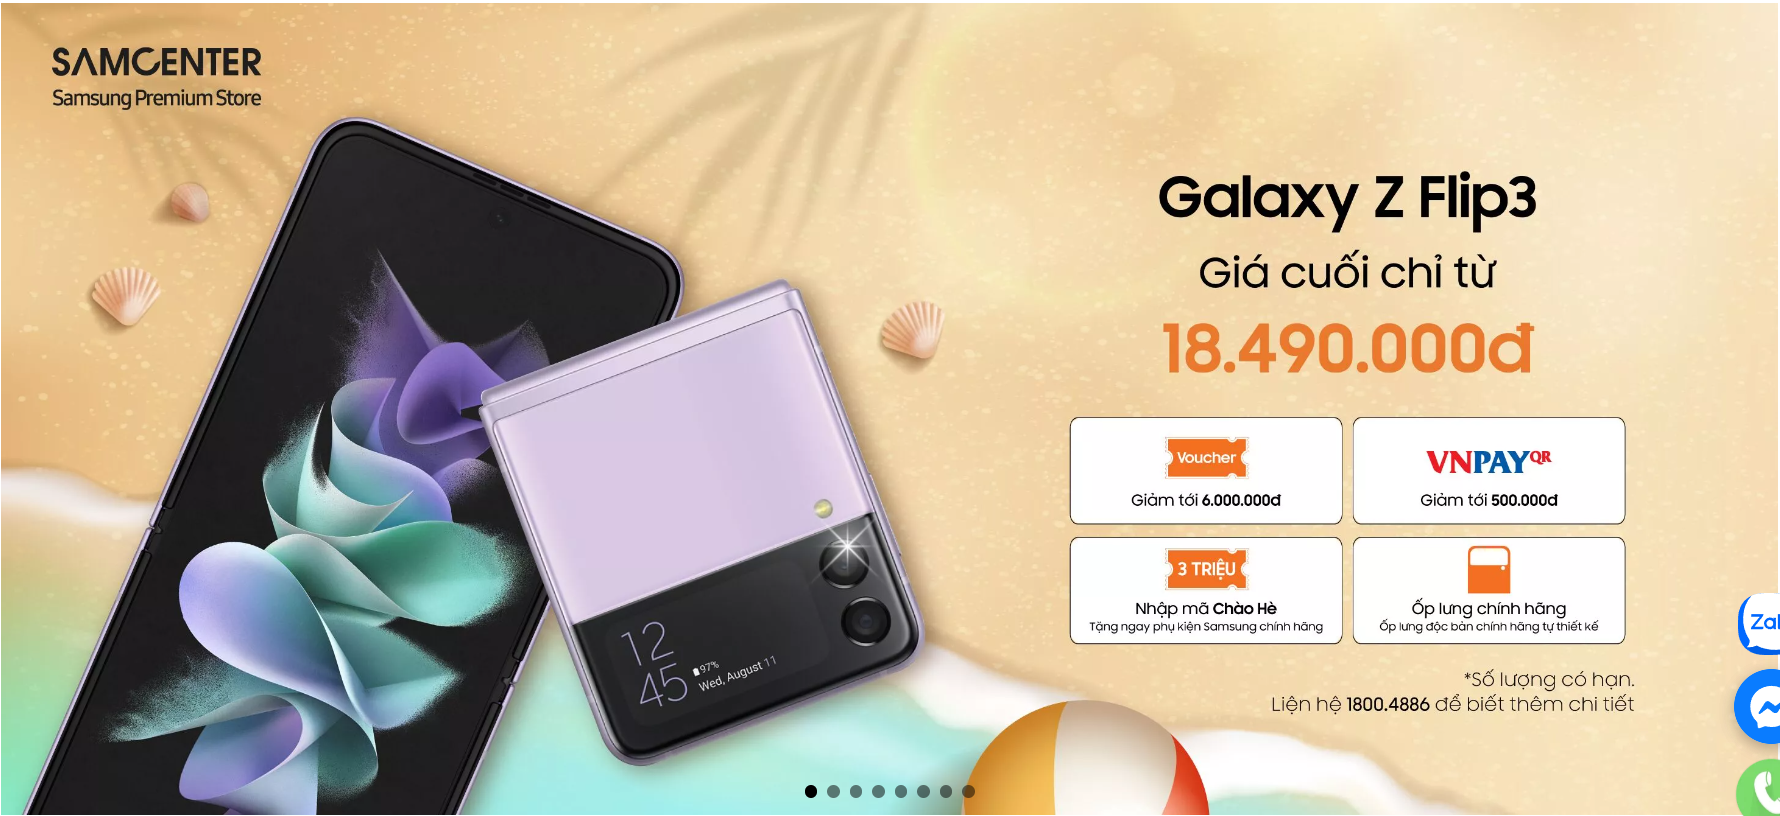 SAMCENTER
Samsung Premium Store
Galaxy Z Flip3
Giá cuối chỉ từ
18.490.000đ
Voucher
Giảm tới 6.000.000đ
VNPAYQR
Giảm tới 500.000đ
3 TRIỆU
Nhập mã Chào Hè
Tặng ngay phụ kiện Samsung chính hãng
Ốp lưng chính hãng
Ốp lưng độc bản chính hãng tự thiết kế
*Số lượng có hạn.
Liên hệ 1800.4886 để biết thêm chi tiết
12
45
97%
Wed, August 11
Zal